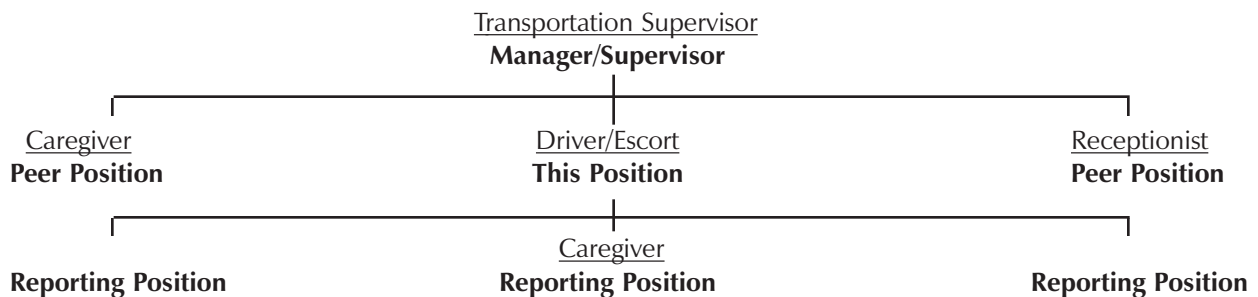 Transportation Supervisor
Manager/Supervisor
Caregiver Driver/Escort Receptionist
Peer Position This Position Peer Position
Caregiver
Reporting Position Reporting Position Reporting Position